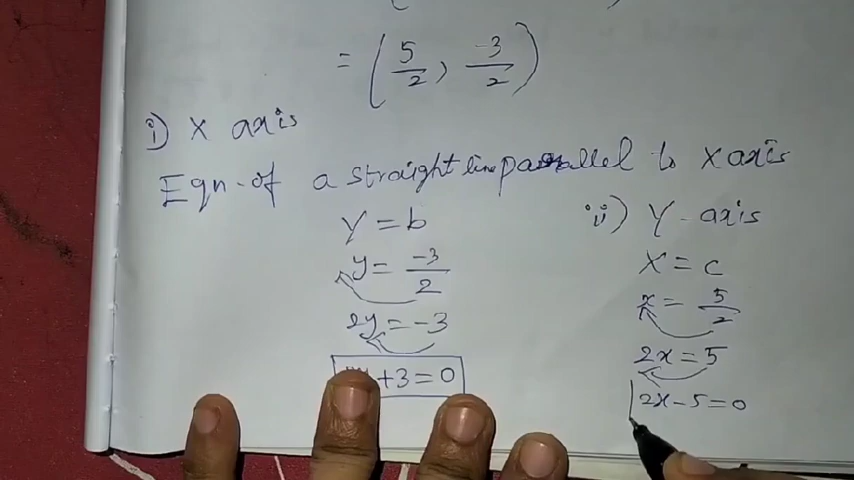 = (5/2, -3/2)
i) X axis
Eqn. of a straight line parallel to X axis
Y = b
y = -3/2
2y = -3
+3 = 0
ii) Y-axis
X = c
x = 5/2
2x = 5
2x - 5 = 0